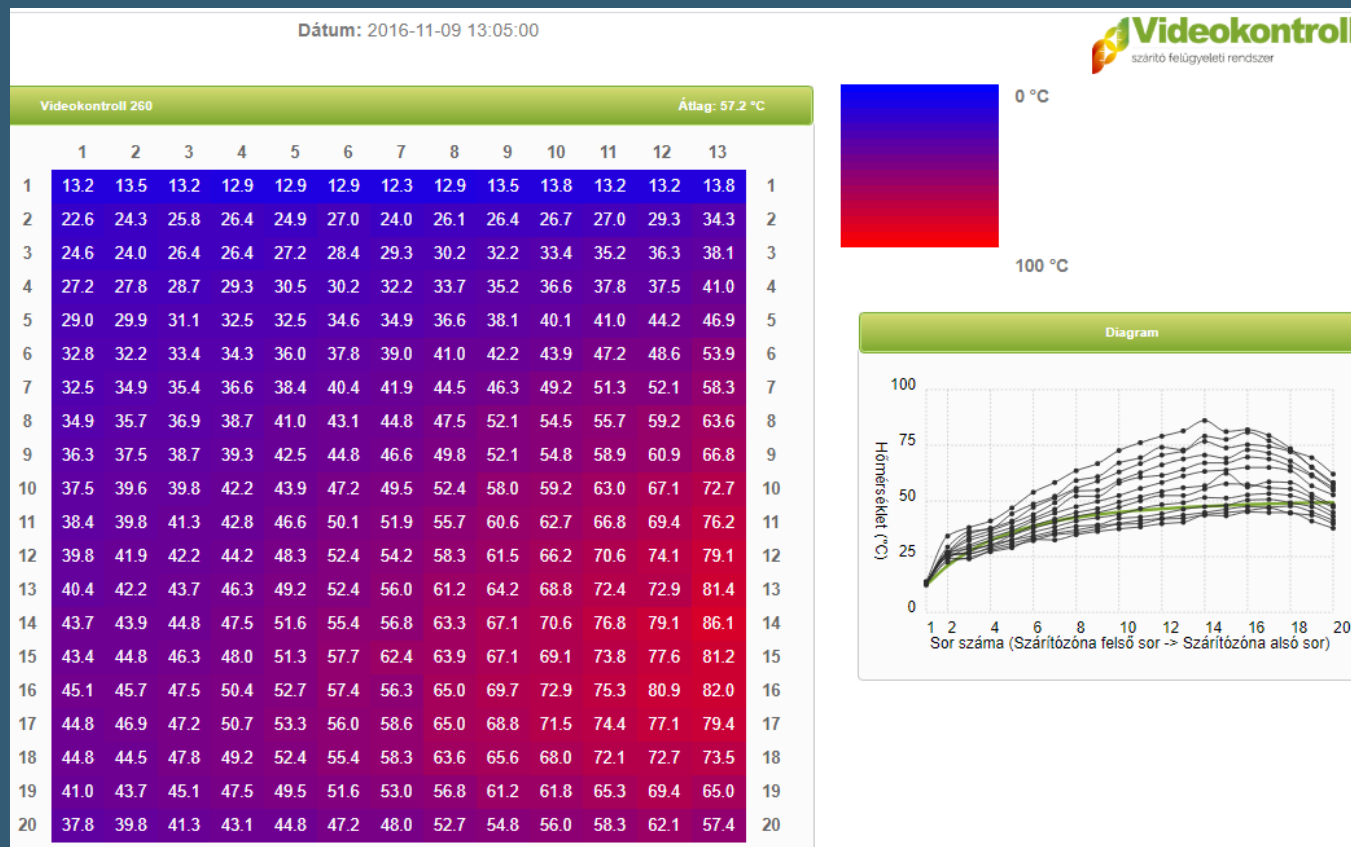 Dátum: 2016-11-09 13:05:00
Videokontroll
szárító felügyeleti rendszer
Videokontroll 260 Átlag: 57.2 °C
1 2 3 4 5 6 7 8 9 10 11 12 13
1 13.2 13.5 13.2 12.9 12.9 12.9 12.3 12.9 13.5 13.8 13.2 13.2 13.8 1
2 22.6 24.3 25.8 26.4 24.9 27.0 24.0 26.1 26.4 26.7 27.0 29.3 34.3 2
3 24.6 24.0 26.4 26.4 27.2 28.4 29.3 30.2 32.2 33.4 35.2 36.3 38.1 3
4 27.2 27.8 28.7 29.3 30.5 30.2 32.2 33.7 35.2 36.6 37.8 37.5 41.0 4
5 29.0 29.9 31.1 32.5 32.5 34.6 34.9 36.6 38.1 40.1 41.0 44.2 46.9 5
6 32.8 32.2 33.4 34.3 36.0 37.8 39.0 41.0 42.2 43.9 47.2 48.6 53.9 6
7 32.5 34.9 35.4 36.6 38.4 40.4 41.9 44.5 46.3 49.2 51.3 52.1 58.3 7
8 34.9 35.7 36.9 38.7 41.0 43.1 44.8 47.5 52.1 54.5 55.7 59.2 63.6 8
9 36.3 37.5 38.7 39.3 42.5 44.8 46.6 49.8 52.1 54.8 58.9 60.9 66.8 9
10 37.5 39.6 39.8 42.2 43.9 47.2 49.5 52.4 58.0 59.2 63.0 67.1 72.7 10
11 38.4 39.8 41.3 42.8 46.6 50.1 51.9 55.7 60.6 62.7 66.8 69.4 76.2 11
12 39.8 41.9 42.2 44.2 48.3 52.4 54.2 58.3 61.5 66.2 70.6 74.1 79.1 12
13 40.4 42.2 43.7 46.3 49.2 52.4 56.0 61.2 64.2 68.8 72.4 72.9 81.4 13
14 43.7 43.9 44.8 47.5 51.6 55.4 56.8 63.3 67.1 70.6 76.8 79.1 86.1 14
15 43.4 44.8 46.3 48.0 51.3 57.7 62.4 63.9 67.1 69.1 73.8 77.6 81.2 15
16 45.1 45.7 47.5 50.4 52.7 57.4 56.3 65.0 69.7 72.9 75.3 80.9 82.0 16
17 44.8 46.9 47.2 50.7 53.3 56.0 58.6 65.0 68.8 71.5 74.4 77.1 79.4 17
18 44.8 44.5 47.8 49.2 52.4 55.4 58.3 63.6 65.6 68.0 72.1 72.7 73.5 18
19 41.0 43.7 45.1 47.5 49.5 51.6 53.0 56.8 61.2 61.8 65.3 69.4 65.0 19
20 37.8 39.8 41.3 43.1 44.8 47.2 48.0 52.7 54.8 56.0 58.3 62.1 57.4 20
0 °C
100 °C
Diagram
100
75
50
25
0
Hőmérséklet (°C)
1 2 4 6 8 10 12 14 16 18 20
Sor száma (Szárítózóna felső sor -> Szárítózóna alsó sor)